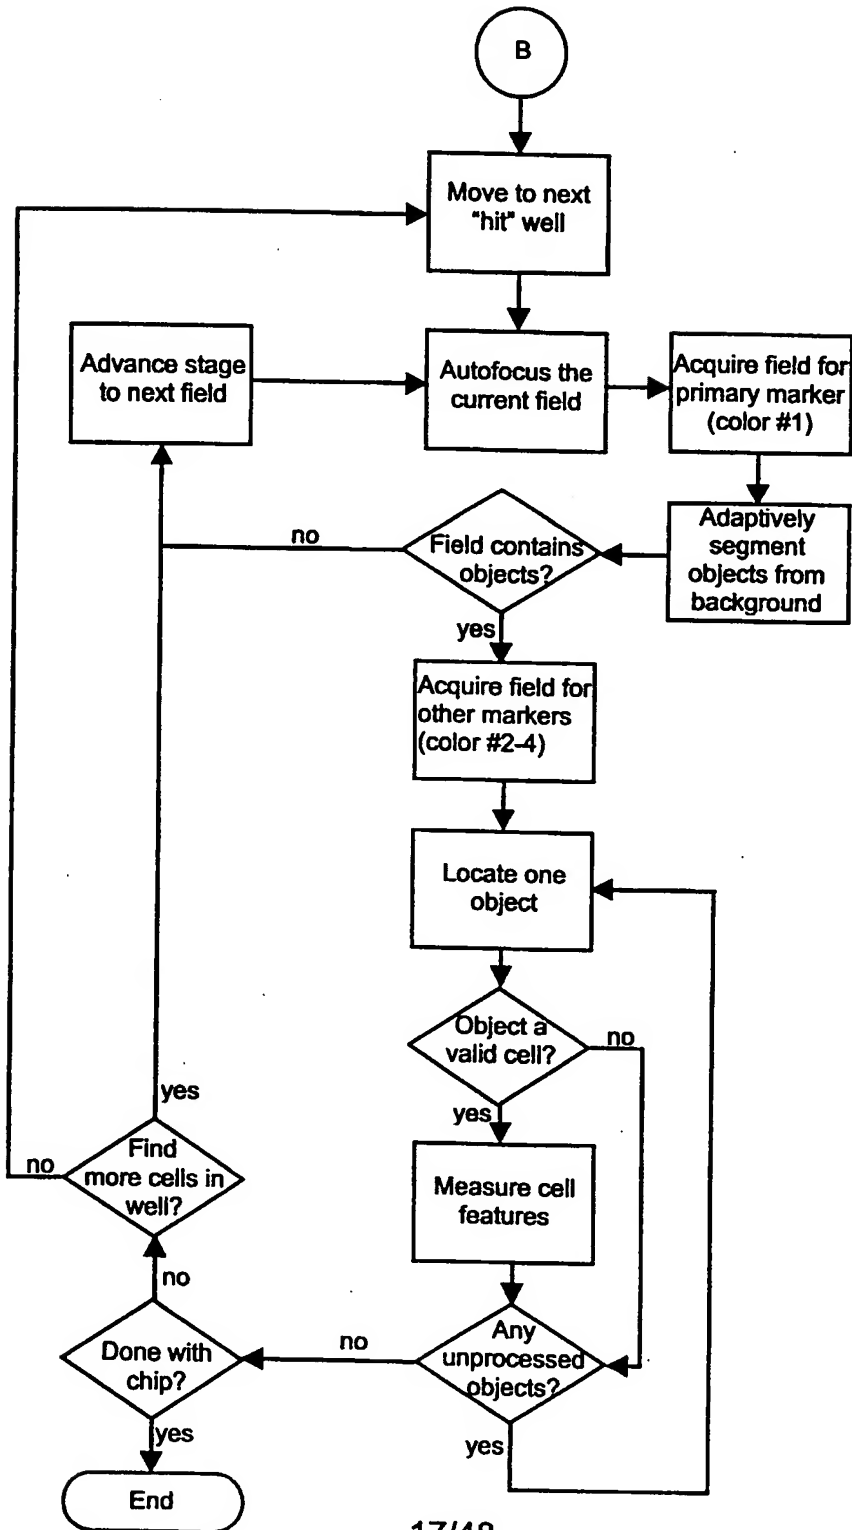 B
Move to next
"hit" well
Advance stage
to next field
Autofocus the
current field
Acquire field for
primary marker
(color #1)
Adaptively
segment
objects from
background
Field contains
objects?
no
yes
Acquire field for
other markers
(color #2-4)
Locate one
object
Object a
valid cell?
no
yes
Measure cell
features
Any
unprocessed
objects?
yes
no
Done with
chip?
no
yes
Find
more cells in
well?
yes
no
End
17/48